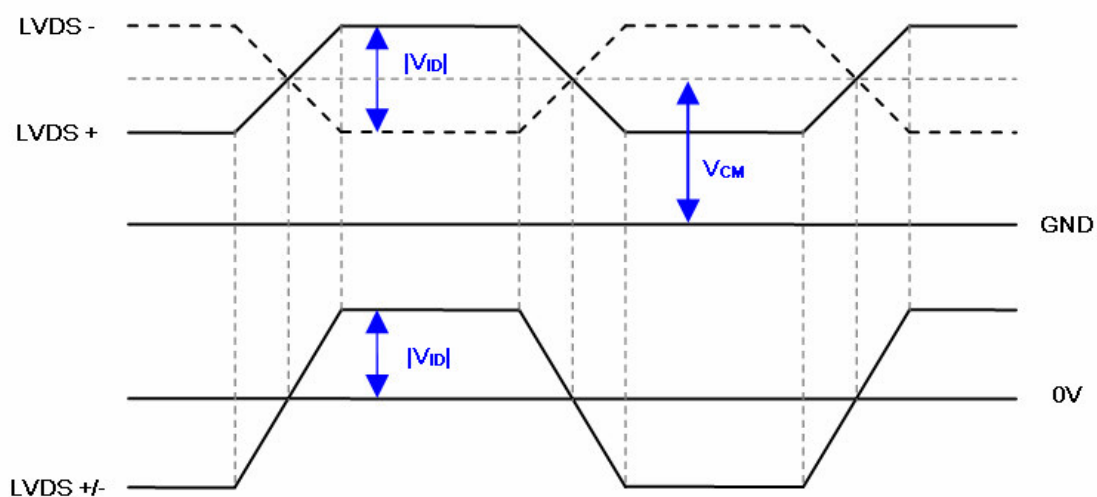 LVDS -
|VID|
LVDS +
VCM
GND
|VID|
0V
LVDS +/-